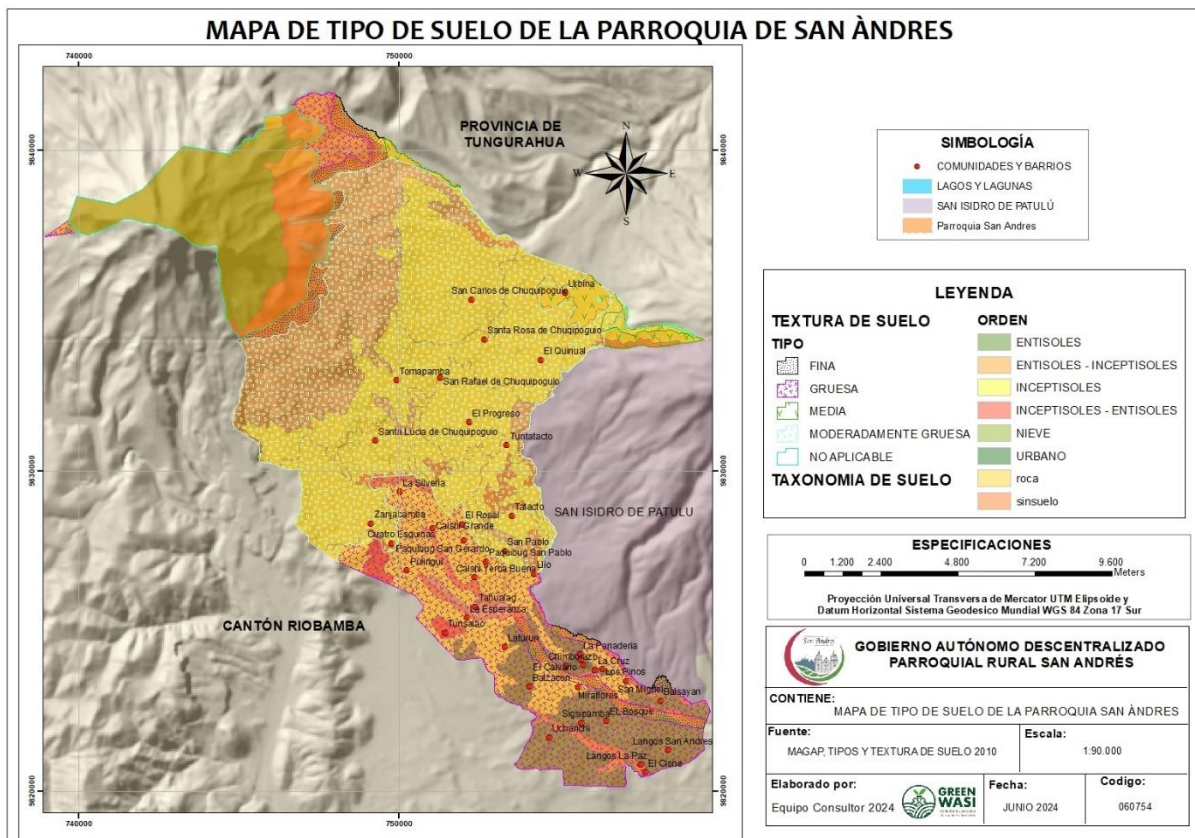 MAPA DE TIPO DE SUELO DE LA PARROQUIA DE SAN ÀNDRES
740000
750000
9840000
9840000
9830000
9830000
9820000
9820000
740000
750000
PROVINCIA DE
TUNGURAHUA
N
W
E
S
San Carlos de Chuquipoguio
Urbina
Santa Rosa de Chuqipoguio
El Quinual
Tomapamba
San Rafael de Chuquipoguio
El Progreso
Santa Lucia de Chuquipoguio
Tuntatacto
La Silveria
SAN ISIDRO DE PATULU
Tatacto
El Rosal
Zanjabamba
Calshi Grande
Cuatro Esquinas
San Pablo
Paquibug San Gerardo
Paquibug San Pablo
Pulingui
Calshi Yerba Buena
Llio
Tahualag
La Esperanza
Tunsalao
CANTÓN RIOBAMBA
Laturun
La Panaderia
Chimborazo
La Cruz
El Calvario
Los Pinos
Balzacon
San Miguel
Miraflores
Batsayan
Sigsipamba
EL Bosque
Uchanchi
Langos San Andres
Langos La Paz
El Cisne
SIMBOLOGÍA
COMUNIDADES Y BARRIOS
LAGOS Y LAGUNAS
SAN ISIDRO DE PATULÚ
Parroquia San Andres
LEYENDA
TEXTURA DE SUELO
TIPO
FINA
GRUESA
MEDIA
MODERADAMENTE GRUESA
NO APLICABLE
TAXONOMIA DE SUELO
ORDEN
ENTISOLES
ENTISOLES - INCEPTISOLES
INCEPTISOLES
INCEPTISOLES - ENTISOLES
NIEVE
URBANO
roca
sinsuelo
ESPECIFICACIONES
0 1.200 2.400 4.800 7.200 9.600
Meters
Proyección Universal Transversa de Mercator UTM Elipsoide y
Datum Horizontal Sistema Geodesico Mundial WGS 84 Zona 17 Sur
San Andrés
GOBIERNO AUTÓNOMO DESCENTRALIZADO
PARROQUIAL RURAL SAN ANDRÉS
CONTIENE:
MAPA DE TIPO DE SUELO DE LA PARROQUIA SAN ÀNDRES
Fuente:
MAGAP, TIPOS Y TEXTURA DE SUELO 2010
Escala:
1:90.000
Elaborado por:
Equipo Consultor 2024
GREEN
WASI
Fecha:
JUNIO 2024
Codigo:
060754